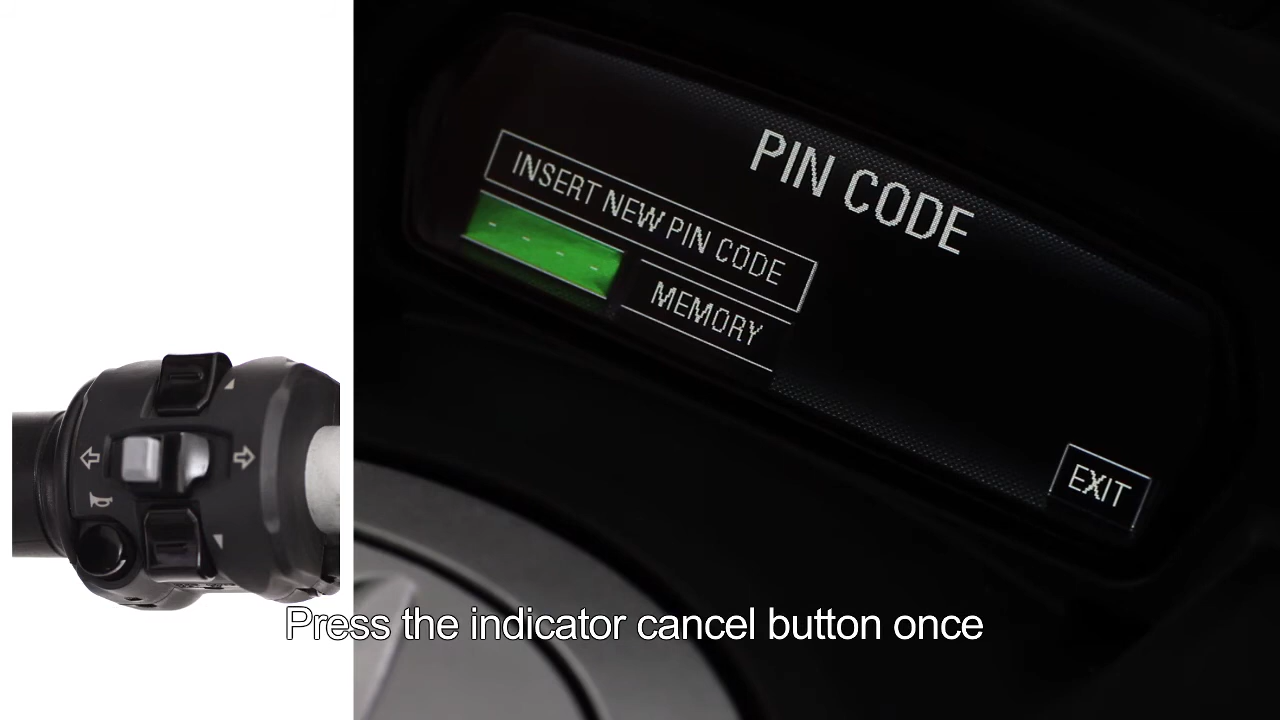 PIN CODE
INSERT NEW PIN CODE
- - - -
MEMORY
EXIT
Press the indicator cancel button once